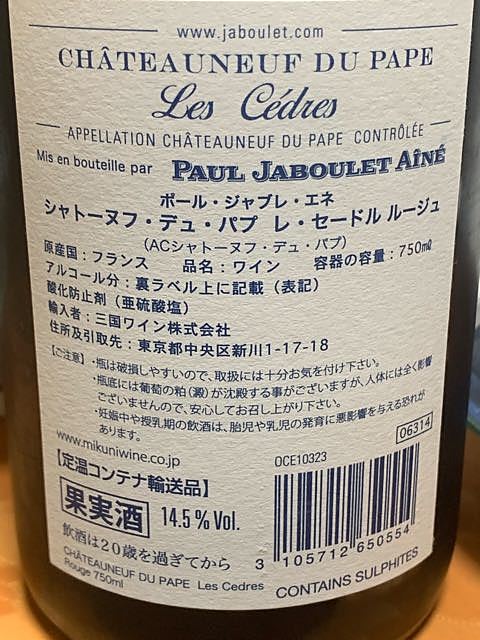 www.jaboulet.com
CHÂTEAUNEUF DU PAPE
Les Cédres
APPELLATION CHÂTEAUNEUF DU PAPE CONTRÔLÉE
Mis en bouteille par PAUL JABOULET AÎNÉ
ポール・ジャブレ・エネ
シャトーヌフ・デュ・パプ レ・セードル ルージュ
(ACシャトーヌフ・デュ・パプ)
原産国:フランス 品名:ワイン 容器の容量:750mℓ
アルコール分:裏ラベル上に記載(表記)
酸化防止剤(亜硫酸塩)
輸入者:三国ワイン株式会社
住所及引取先:東京都中央区新川1-17-18
【ご注意】・瓶は破損しやすいので、取扱には十分お気を付け下さい。
・瓶底には葡萄の粕(澱)が沈殿する事がございますが、人体には全く影響
ございませんので、安心してお召し上がり下さい。
・妊娠中や授乳期の飲酒は、胎児や乳児の発育に悪影響を与える恐れが
あります。
06314
www.mikuniwine.co.jp
OCE10323
【定温コンテナ輸送品】
果実酒 14.5% Vol.
飲酒は20歳を過ぎてから
3 105712 650554
CHÂTEAUNEUF DU PAPE Les Cedres
Rouge 750ml
CONTAINS SULPHITES